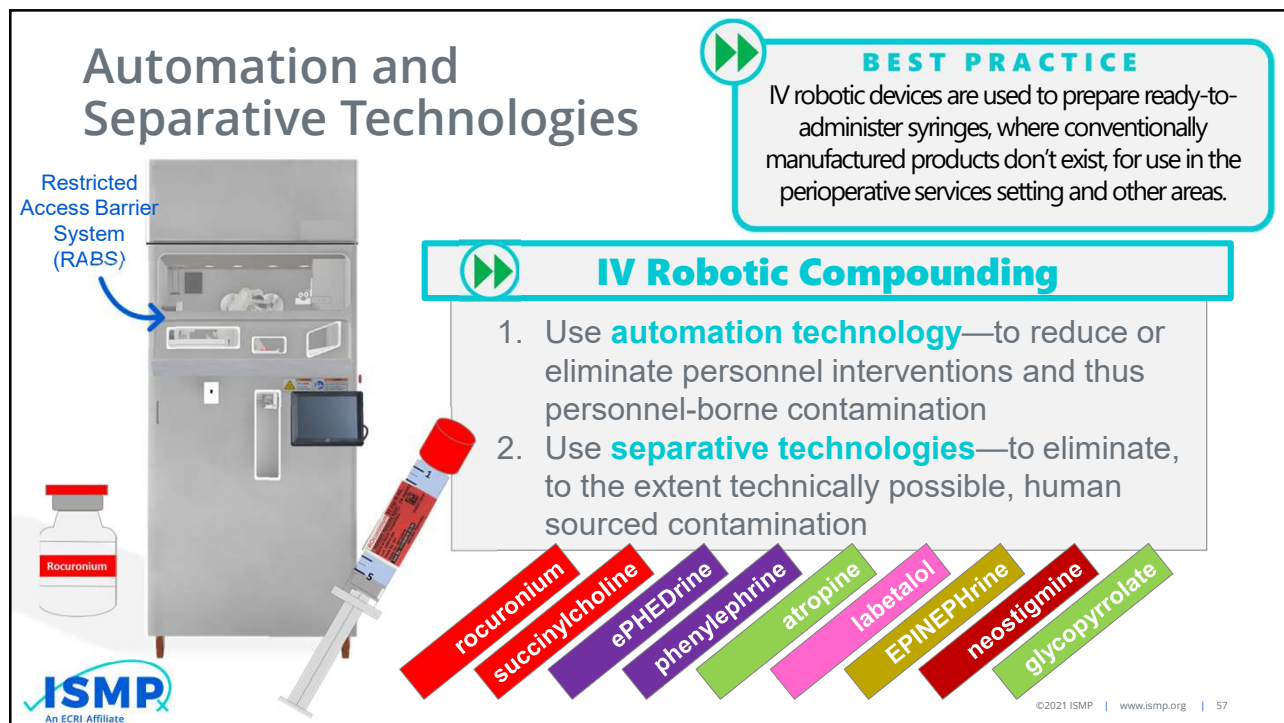 Automation and
Separative Technologies
BEST PRACTICE
IV robotic devices are used to prepare ready-to-
administer syringes, where conventionally
manufactured products don't exist, for use in the
perioperative services setting and other areas.
Restricted
Access Barrier
System
(RABS)
IV Robotic Compounding
1. Use automation technology—to reduce or
eliminate personnel interventions and thus
personnel-borne contamination
2. Use separative technologies—to eliminate,
to the extent technically possible, human
sourced contamination
1
5
Rocuronium
rocuronium
succinylcholine
ePHEDrine
phenylephrine
atropine
labetalol
EPINEPHrine
neostigmine
glycopyrrolate
ISMP
An ECRI Affiliate
©2021 ISMP | www.ismp.org | 57